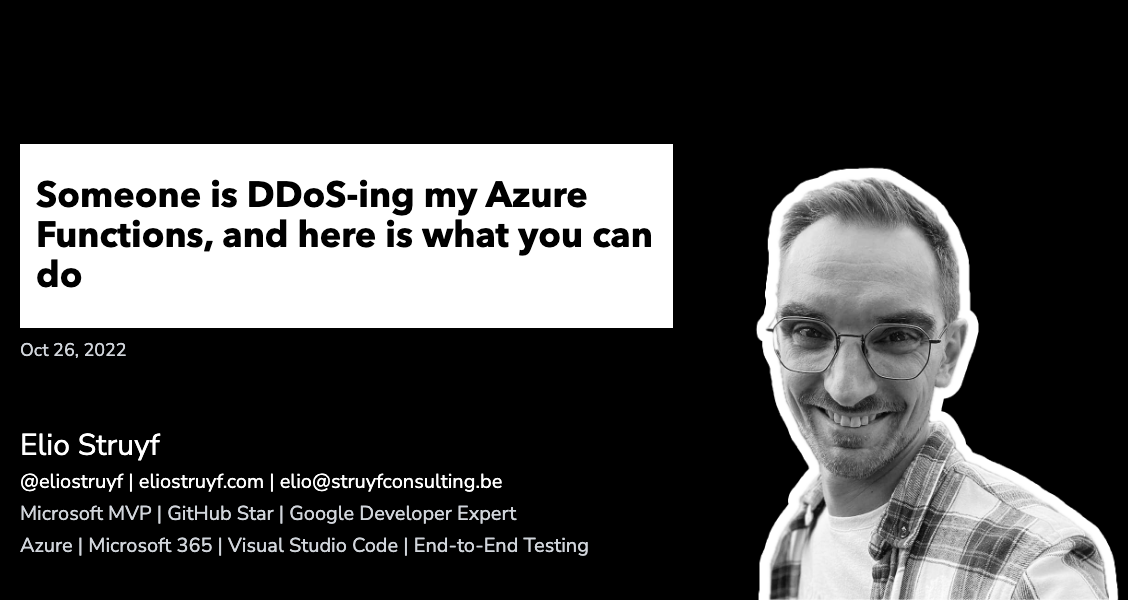 Someone is DDoS-ing my Azure
Functions, and here is what you can
do
Oct 26, 2022
Elio Struyf
@eliostruyf | eliostruyf.com | elio@struyfconsulting.be
Microsoft MVP | GitHub Star | Google Developer Expert
Azure | Microsoft 365 | Visual Studio Code | End-to-End Testing